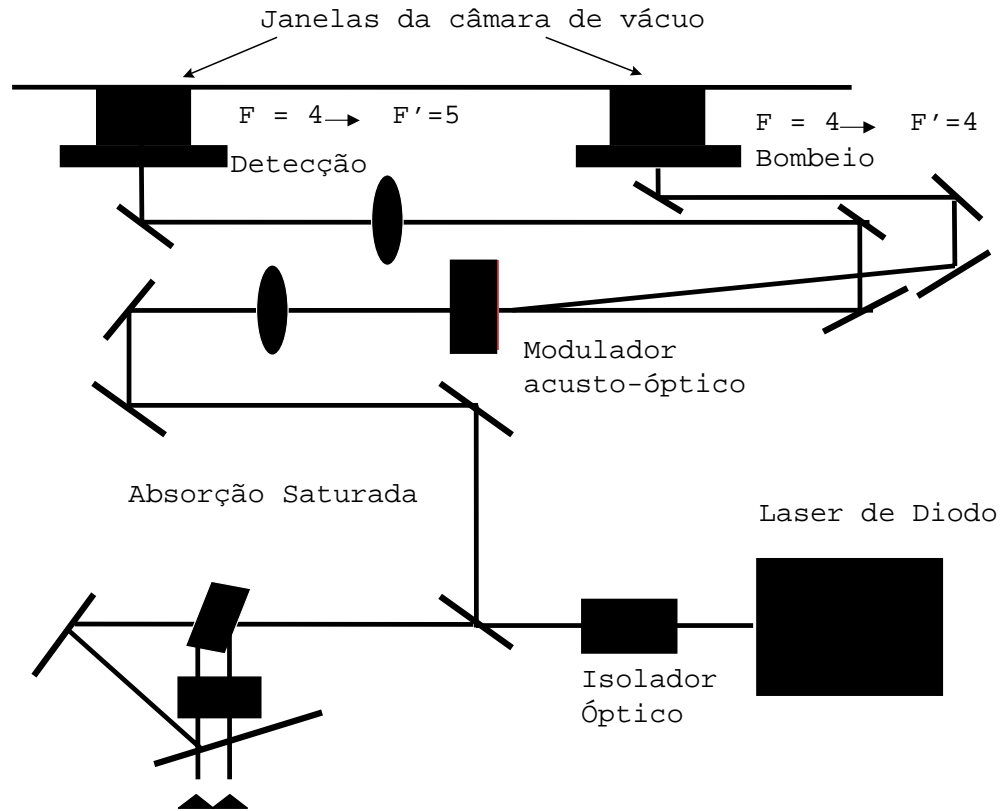 Janelas da câmara de vácuo
F = 4→ F'=5
F = 4→ F'=4
Detecção
Bombeio
Modulador
acusto-óptico
Absorção Saturada
Laser de Diodo
Isolador
Óptico